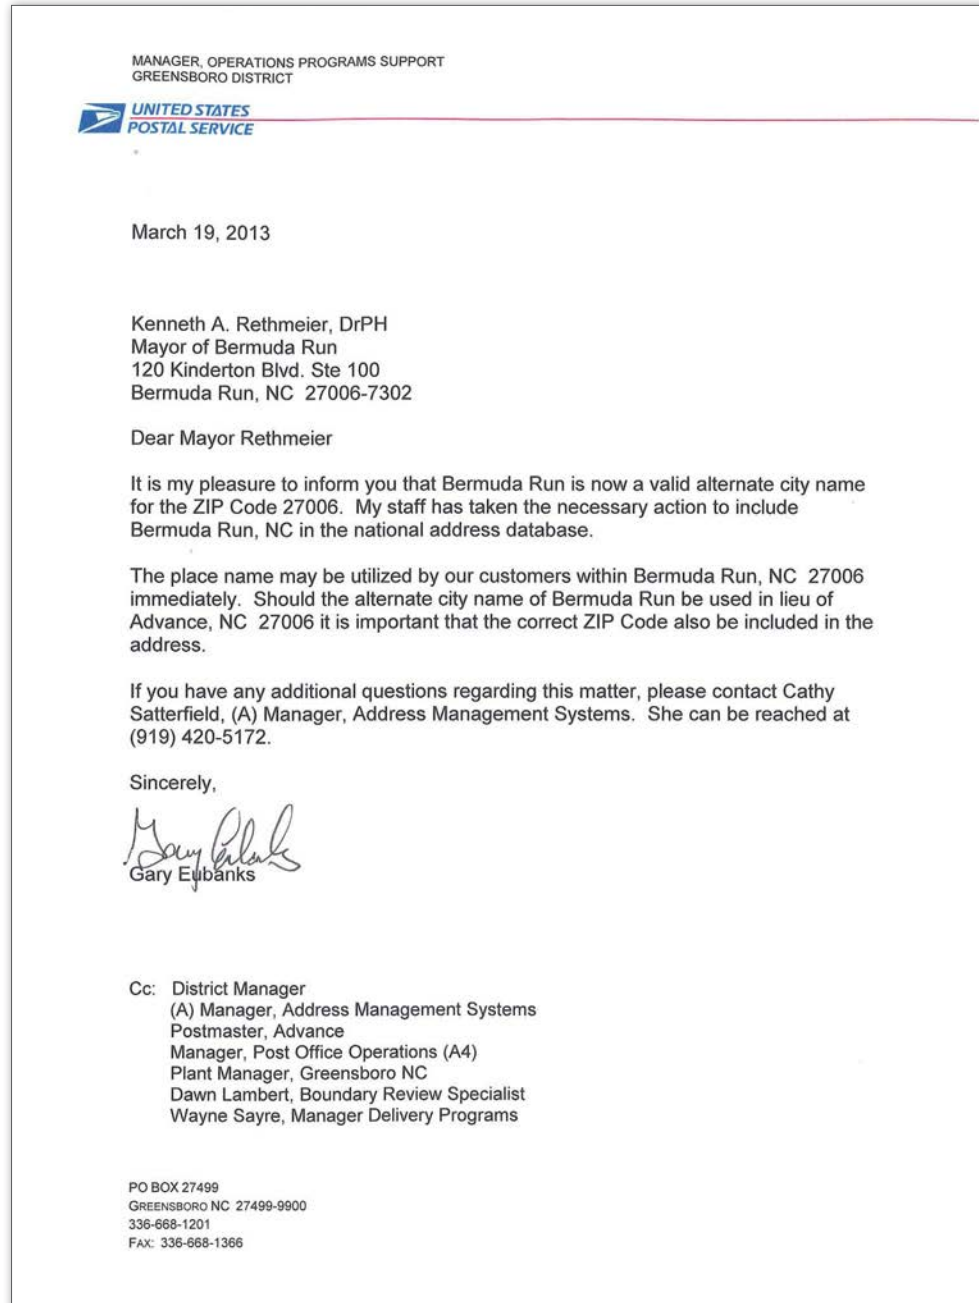 MANAGER, OPERATIONS PROGRAMS SUPPORT
GREENSBORO DISTRICT
UNITED STATES
POSTAL SERVICE
March 19, 2013
Kenneth A. Rethmeier, DrPH
Mayor of Bermuda Run
120 Kinderton Blvd. Ste 100
Bermuda Run, NC  27006-7302
Dear Mayor Rethmeier
It is my pleasure to inform you that Bermuda Run is now a valid alternate city name
for the ZIP Code 27006.  My staff has taken the necessary action to include
Bermuda Run, NC in the national address database.
The place name may be utilized by our customers within Bermuda Run, NC  27006
immediately.  Should the alternate city name of Bermuda Run be used in lieu of
Advance, NC  27006 it is important that the correct ZIP Code also be included in the
address.
If you have any additional questions regarding this matter, please contact Cathy
Satterfield, (A) Manager, Address Management Systems.  She can be reached at
(919) 420-5172.
Sincerely,
Gary Eubanks
Gary Eubanks
Cc:  District Manager
(A) Manager, Address Management Systems
Postmaster, Advance
Manager, Post Office Operations (A4)
Plant Manager, Greensboro NC
Dawn Lambert, Boundary Review Specialist
Wayne Sayre, Manager Delivery Programs
PO BOX 27499
GREENSBORO NC  27499-9900
336-668-1201
FAX:  336-668-1366